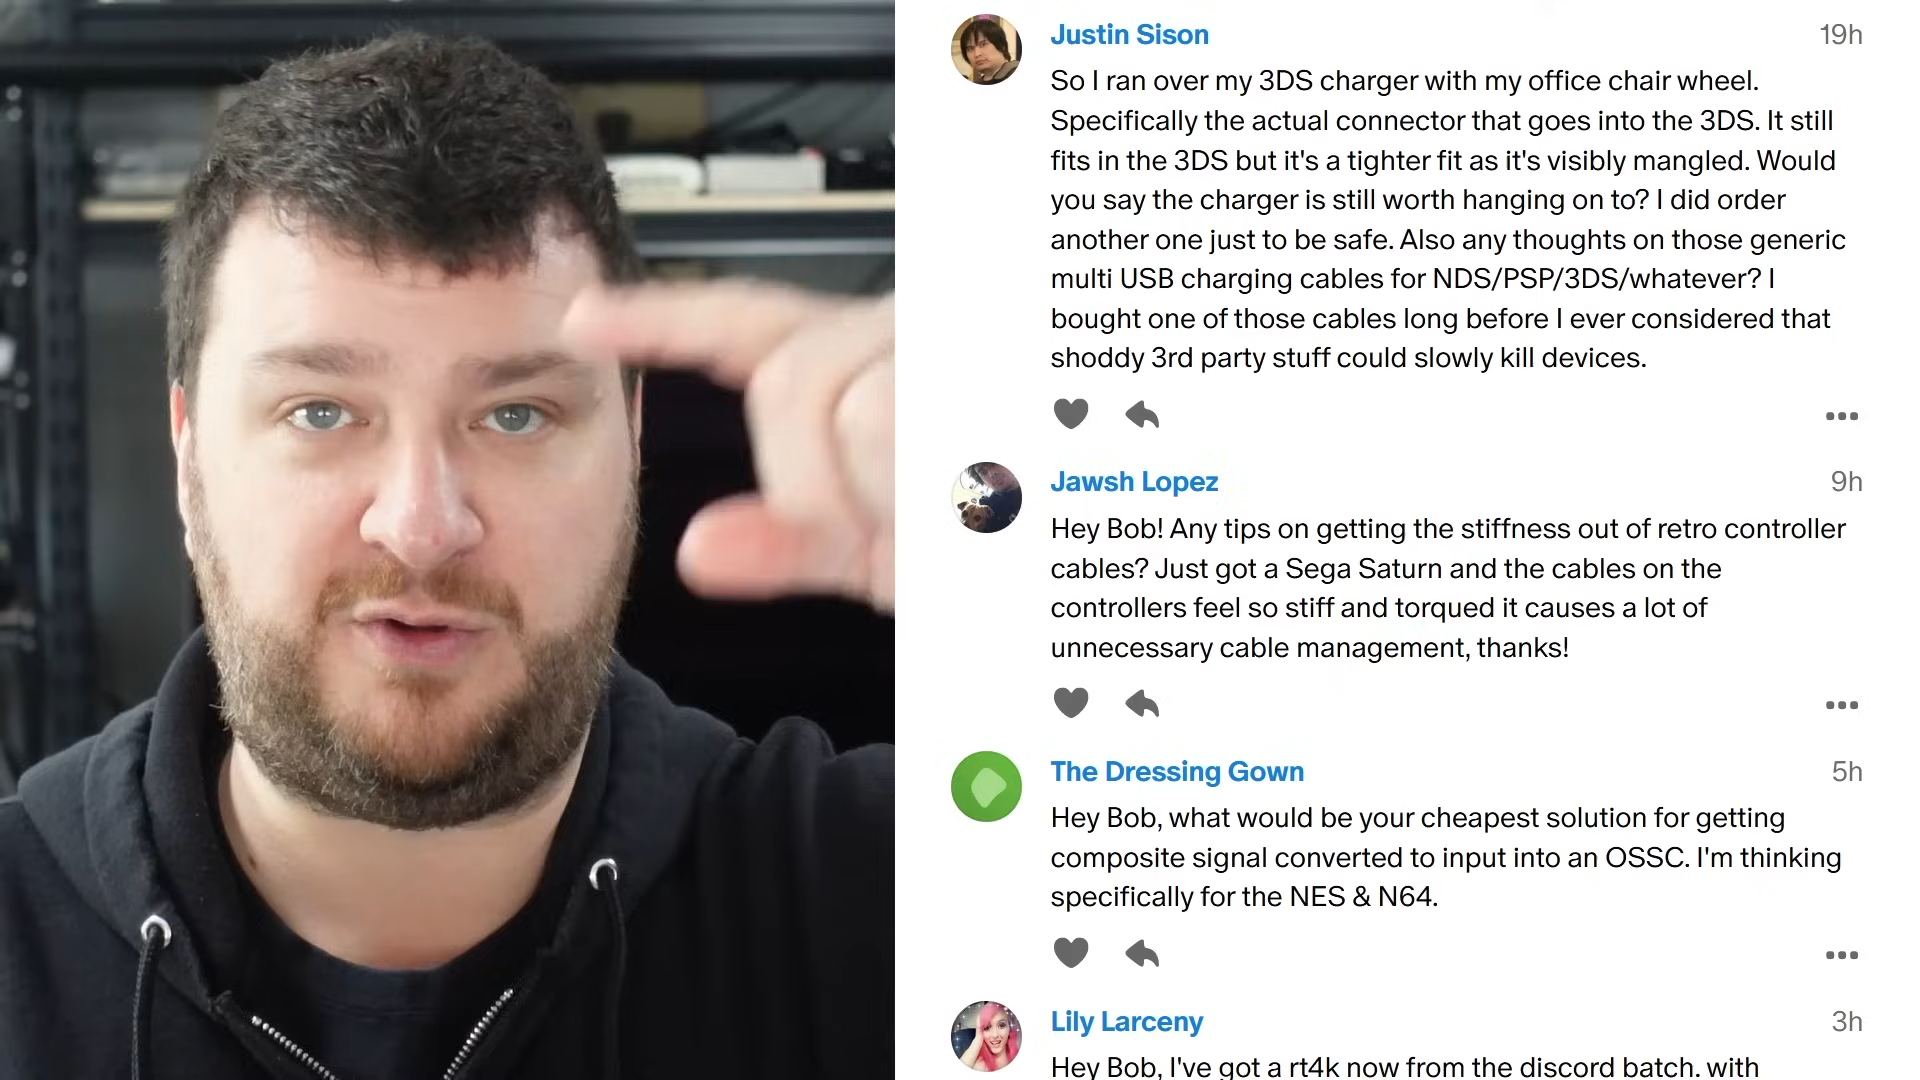 Justin Sison 19h
So I ran over my 3DS charger with my office chair wheel.
Specifically the actual connector that goes into the 3DS. It still
fits in the 3DS but it's a tighter fit as it's visibly mangled. Would
you say the charger is still worth hanging on to? I did order
another one just to be safe. Also any thoughts on those generic
multi USB charging cables for NDS/PSP/3DS/whatever? I
bought one of those cables long before I ever considered that
shoddy 3rd party stuff could slowly kill devices.
Jawsh Lopez 9h
Hey Bob! Any tips on getting the stiffness out of retro controller
cables? Just got a Sega Saturn and the cables on the
controllers feel so stiff and torqued it causes a lot of
unnecessary cable management, thanks!
The Dressing Gown 5h
Hey Bob, what would be your cheapest solution for getting
composite signal converted to input into an OSSC. I'm thinking
specifically for the NES & N64.
Lily Larceny 3h
Hey Bob, I've got a rt4k now from the discord batch. with